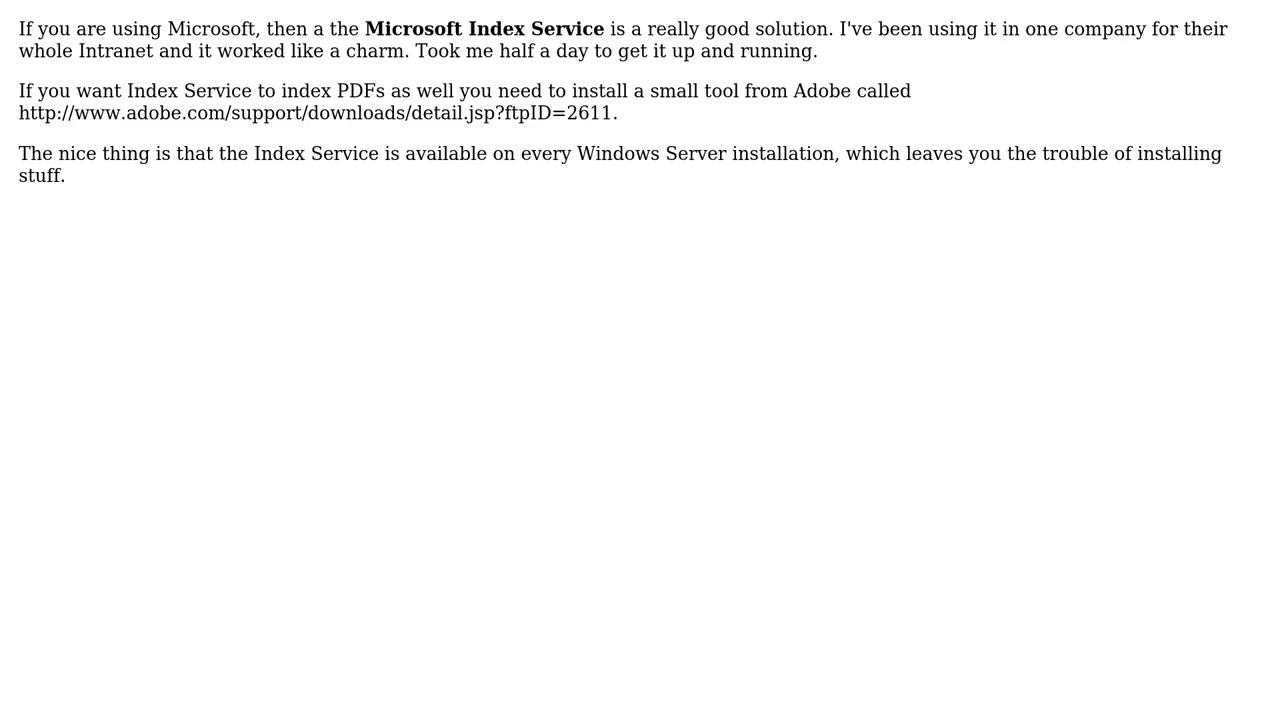 If you are using Microsoft, then a the Microsoft Index Service is a really good solution. I've been using it in one company for their
whole Intranet and it worked like a charm. Took me half a day to get it up and running.
If you want Index Service to index PDFs as well you need to install a small tool from Adobe called
http://www.adobe.com/support/downloads/detail.jsp?ftpID=2611.
The nice thing is that the Index Service is available on every Windows Server installation, which leaves you the trouble of installing
stuff.